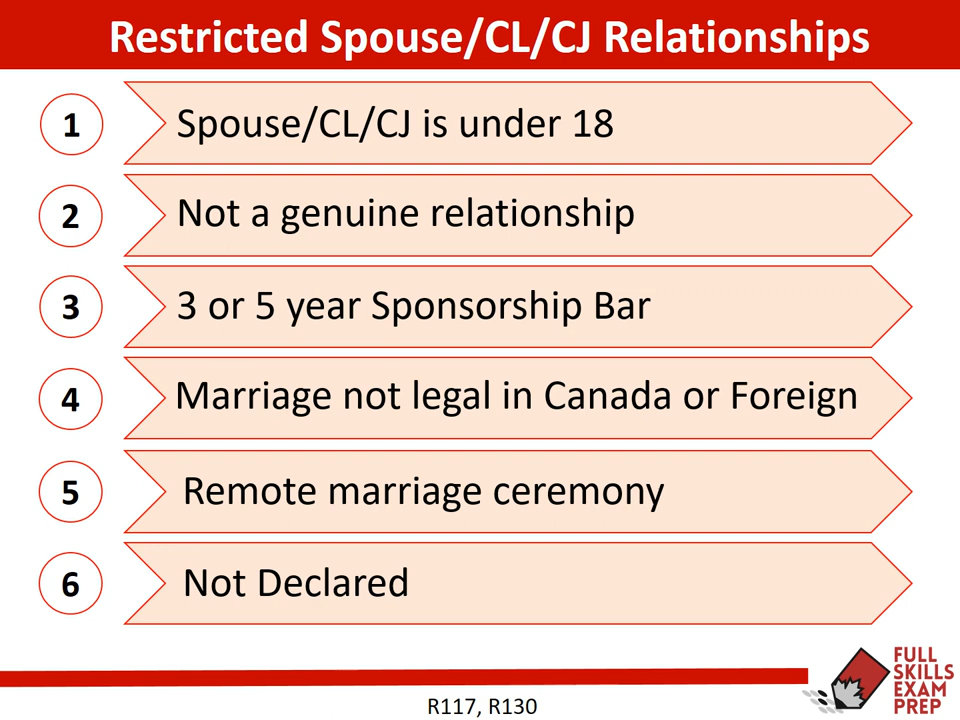 Restricted Spouse/CL/CJ Relationships
1 Spouse/CL/CJ is under 18
2 Not a genuine relationship
3 3 or 5 year Sponsorship Bar
4 Marriage not legal in Canada or Foreign
5 Remote marriage ceremony
6 Not Declared
R117, R130
FULL
SKILLS
EXAM
PREP